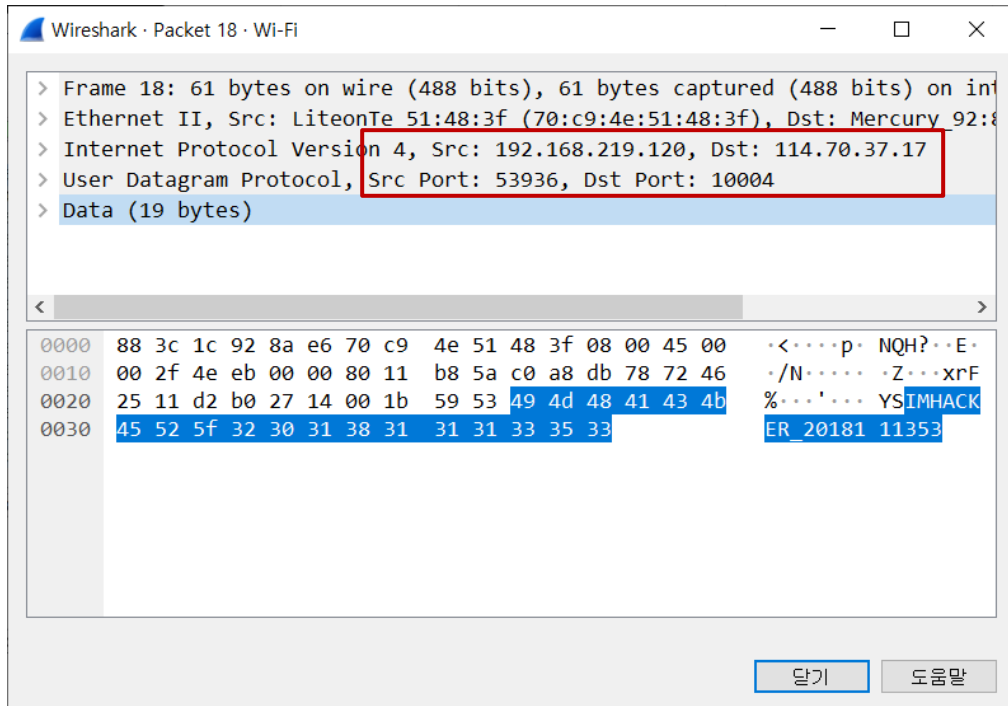 Wireshark · Packet 18 · Wi-Fi
> Frame 18: 61 bytes on wire (488 bits), 61 bytes captured (488 bits) on int
> Ethernet II, Src: LiteonTe_51:48:3f (70:c9:4e:51:48:3f), Dst: Mercury_92:8
> Internet Protocol Version 4, Src: 192.168.219.120, Dst: 114.70.37.17
> User Datagram Protocol, Src Port: 53936, Dst Port: 10004
> Data (19 bytes)
0000 88 3c 1c 92 8a e6 70 c9 4e 51 48 3f 08 00 45 00 ·<····p· NQH?··E·
0010 00 2f 4e eb 00 00 80 11 b8 5a c0 a8 db 78 72 46 ·/N····· ·Z···xrF
0020 25 11 d2 b0 27 14 00 1b 59 53 49 4d 48 41 43 4b %···'··· YSIMHACK
0030 45 52 5f 32 30 31 38 31 31 31 33 35 33 ER_20181 11353
닫기 도움말